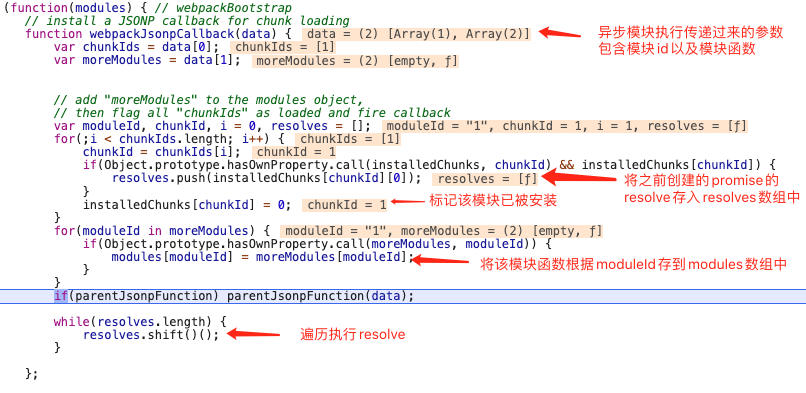 (function(modules) { // webpackBootstrap
// install a JSONP callback for chunk loading
function webpackJsonpCallback(data) { data = (2) [Array(1), Array(2)]
异步模块执行传递过来的参数
包含模块id以及模块函数
var chunkIds = data[0]; chunkIds = [1]
var moreModules = data[1]; moreModules = (2) [empty, ƒ]
// add "moreModules" to the modules object,
// then flag all "chunkIds" as loaded and fire callback
var moduleId, chunkId, i = 0, resolves = []; moduleId = "1", chunkId = 1, i = 1, resolves = [ƒ]
for(;i < chunkIds.length; i++) { chunkIds = [1]
chunkId = chunkIds[i]; chunkId = 1
if(Object.prototype.hasOwnProperty.call(installedChunks, chunkId) && installedChunks[chunkId]) {
resolves.push(installedChunks[chunkId][0]); resolves = [ƒ]
将之前创建的promise的
resolve存入resolves数组中
}
installedChunks[chunkId] = 0; chunkId = 1
标记该模块已被安装
}
for(moduleId in moreModules) { moduleId = "1", moreModules = (2) [empty, ƒ]
if(Object.prototype.hasOwnProperty.call(moreModules, moduleId)) {
modules[moduleId] = moreModules[moduleId];
将该模块函数根据moduleId存到modules数组中
}
}
if(parentJsonpFunction) parentJsonpFunction(data);
while(resolves.length) {
resolves.shift()();
遍历执行resolve
}
};